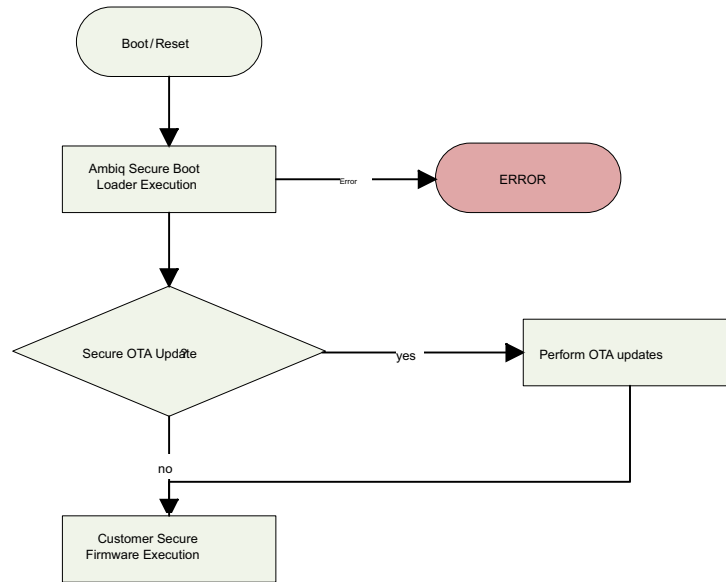 Boot/Reset
Ambiq Secure Boot
Loader Execution
Error
ERROR
Secure OTA Update?
yes
Perform OTA updates
no
Customer Secure
Firmware Execution